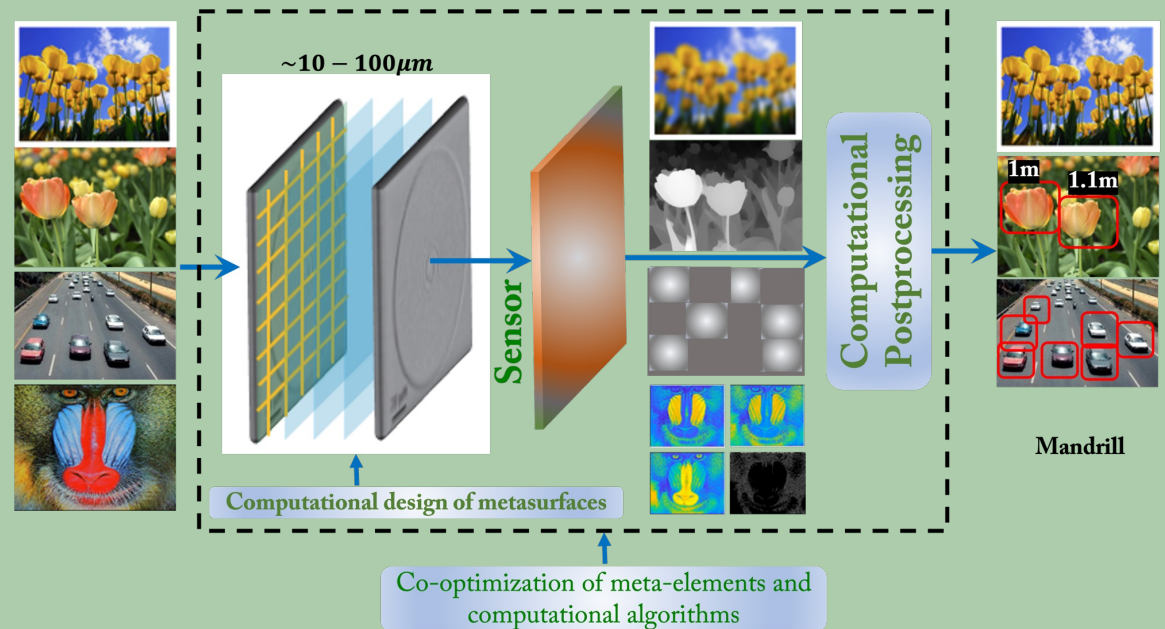 ~10 – 100μm
Sensor
Computational
Postprocessing
1m
1.1m
Mandrill
Computational design of metasurfaces
Co-optimization of meta-elements and
computational algorithms